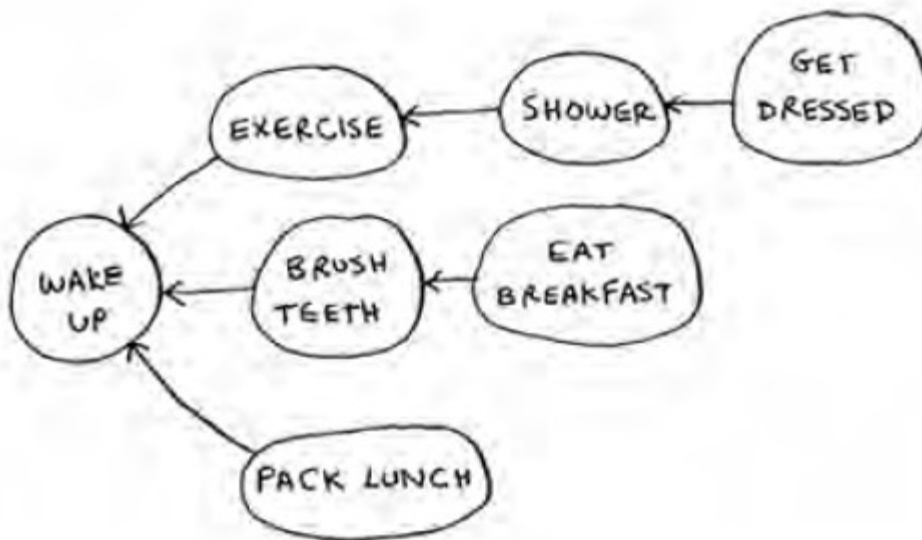 GET
DRESSED
SHOWER
EXERCISE
EAT
BREAKFAST
BRUSH
TEETH
WAKE
UP
PACK LUNCH